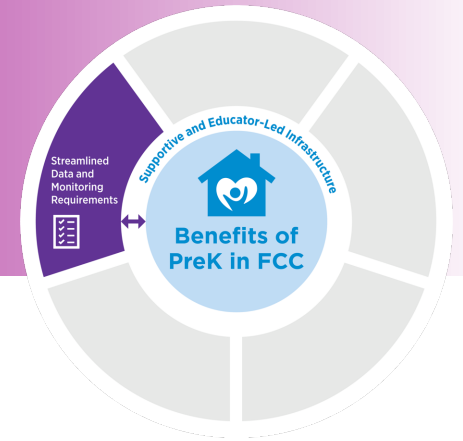 Supportive and Educator-Led Infrastructure
Streamlined
Data and
Monitoring
Requirements
Benefits of
PreK in FCC